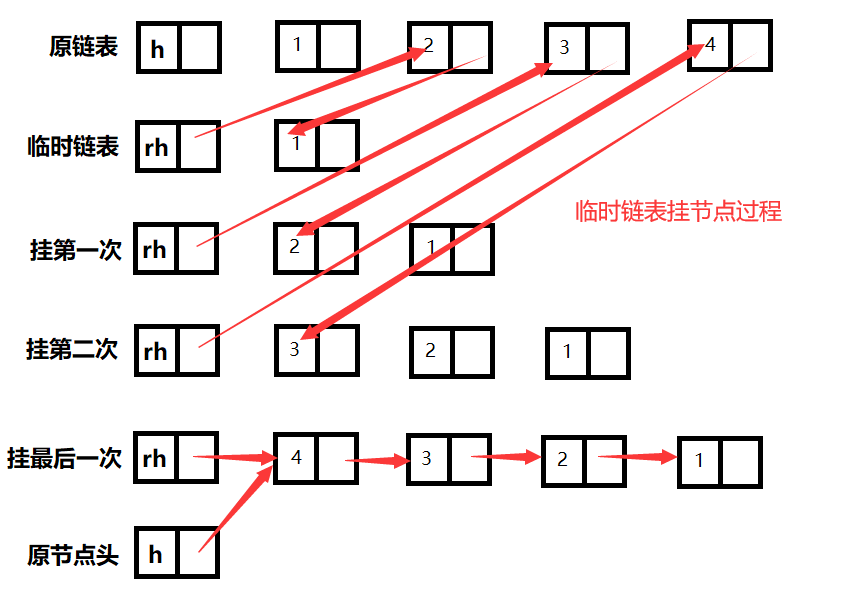 原链表 h 1 2 3 4
临时链表 rh 1
临时链表挂节点过程
挂第一次 rh 2 1
挂第二次 rh 3 2 1
挂最后一次 rh 4 3 2 1
原节点头 h